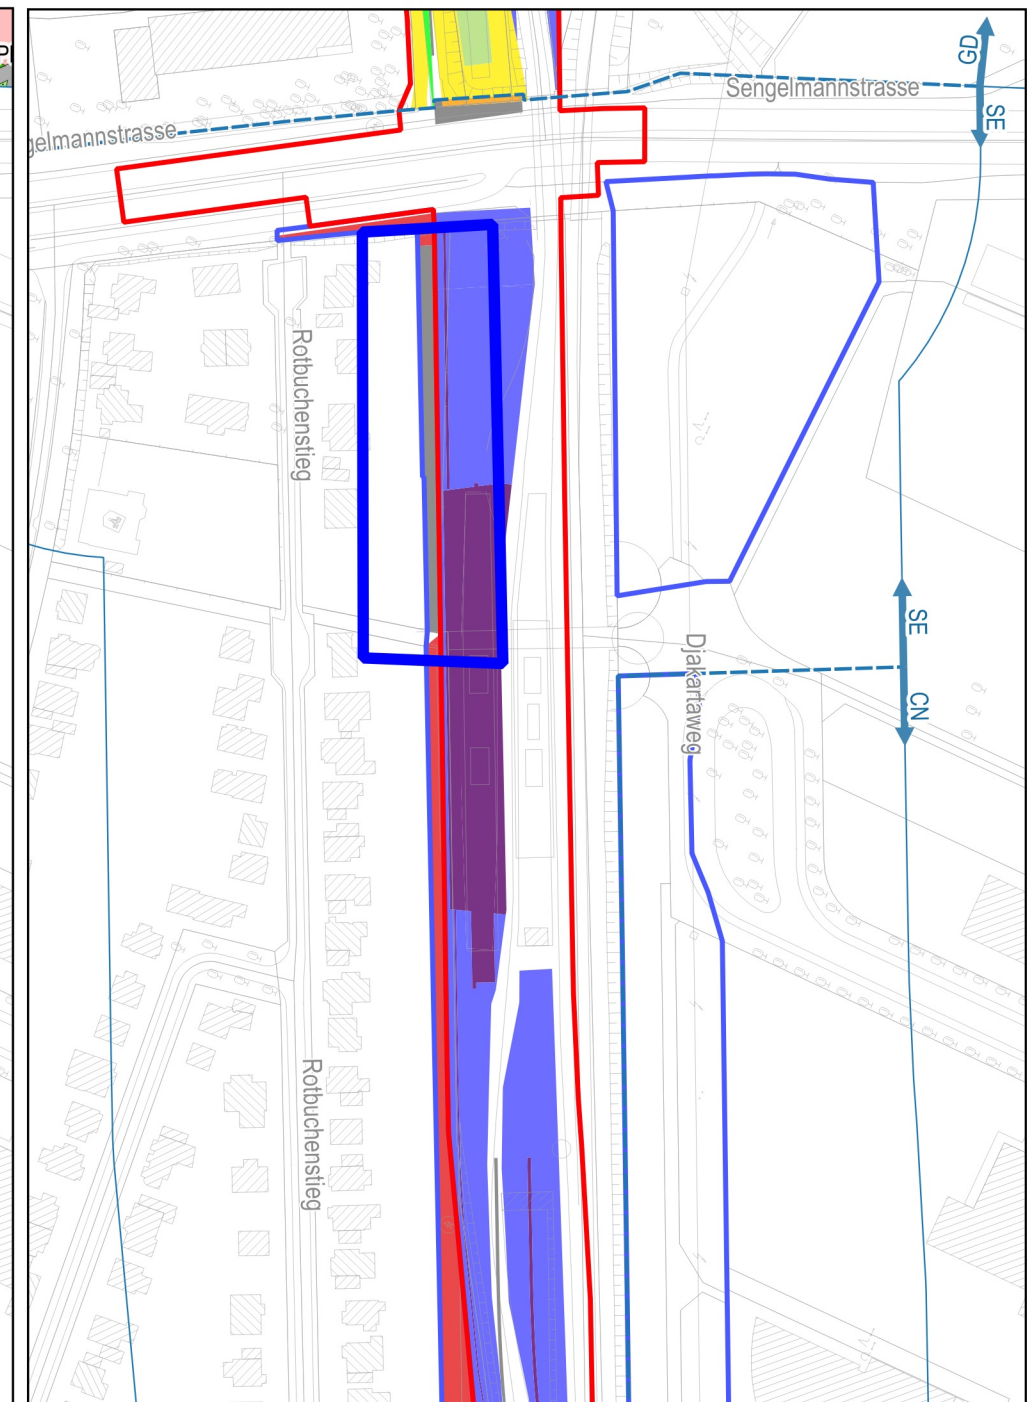 GD
Sengelmannstrasse
SE
gelmannstrasse
Rotbuchenstieg
SE
Djakartaweg
CN
Rotbuchenstieg